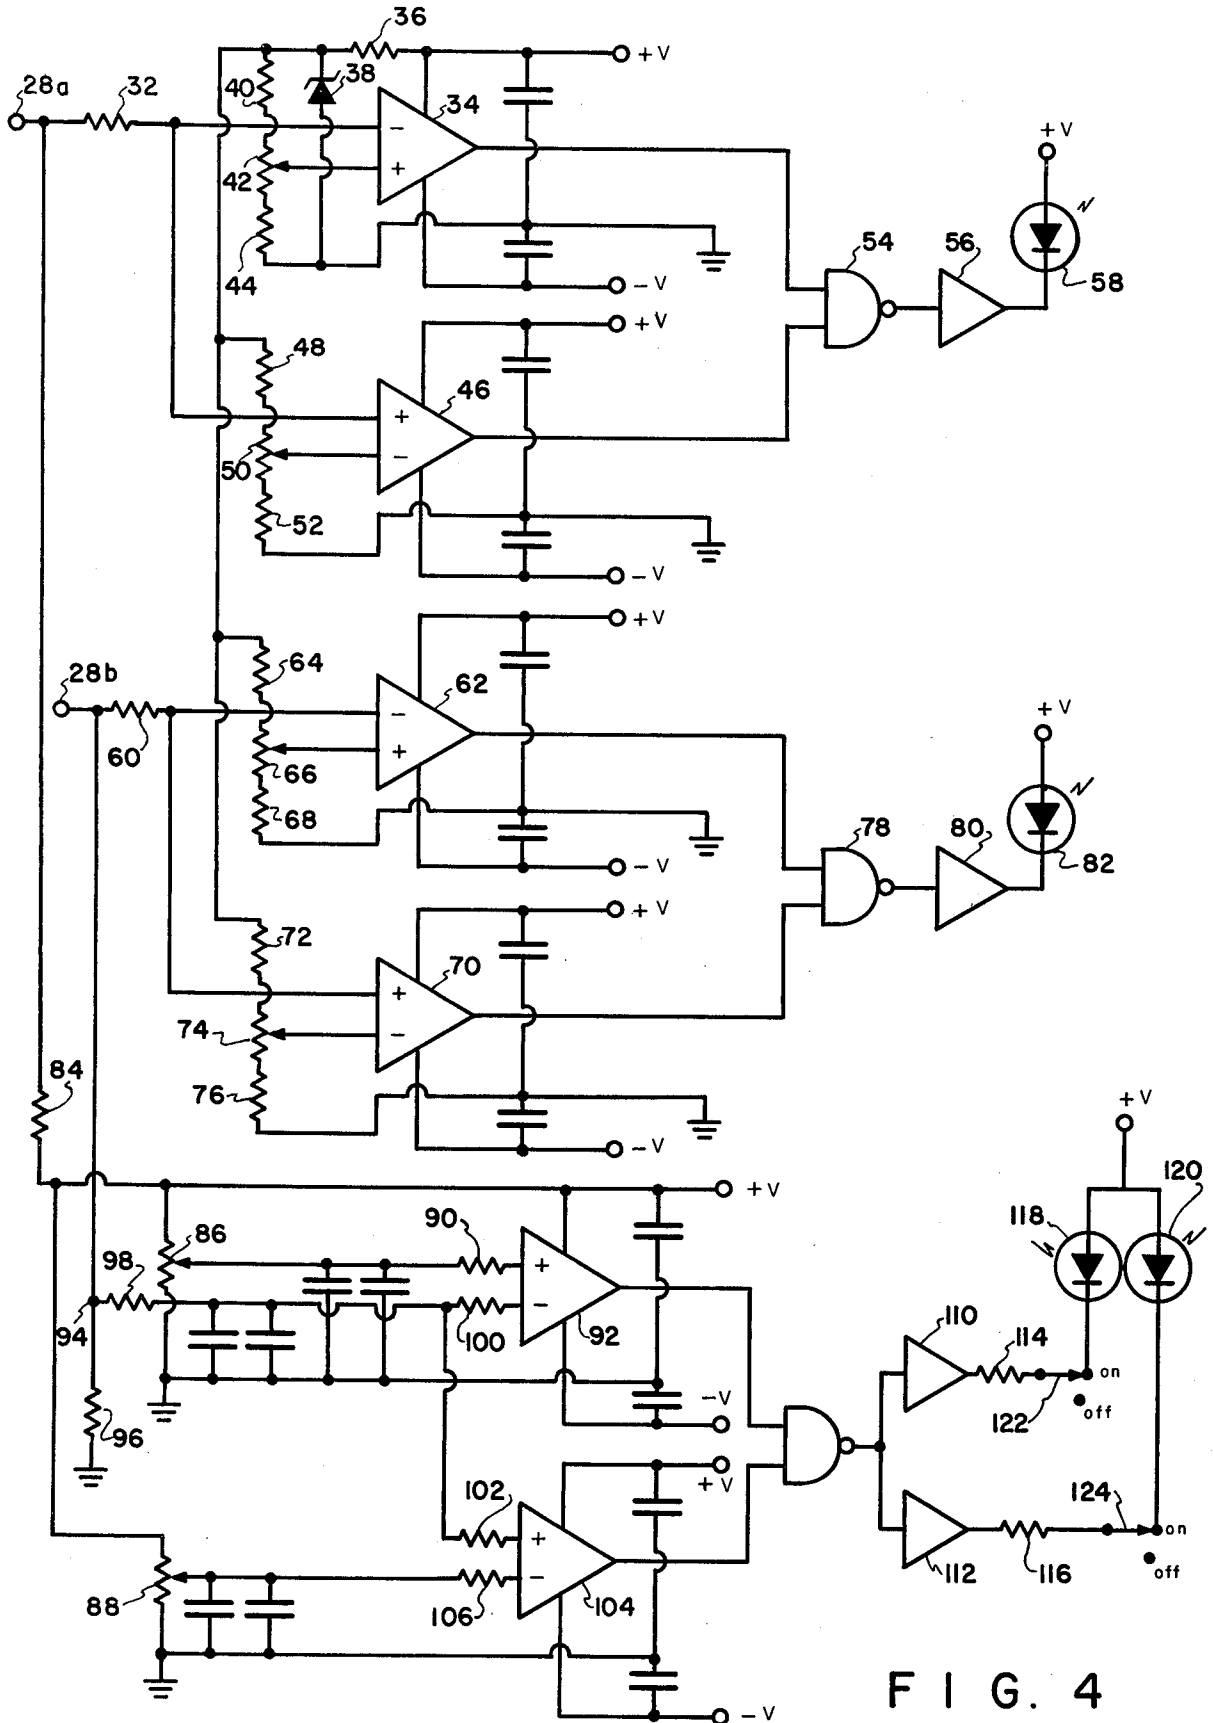 36
+V
28a
32
40
38
34
−
+
42
44
−V
54
56
+V
58
+V
48
46
+
−
50
52
−V
+V
28b
64
62
−
+
60
66
68
−V
+V
78
80
82
+V
72
70
+
−
74
76
−V
84
+V
+V
120
118
86
90
98
+
−
94
100
92
110
114
on
−V
122
off
96
+V
102
124
+
on
−
116
off
112
88
106
104
−V
FIG. 4